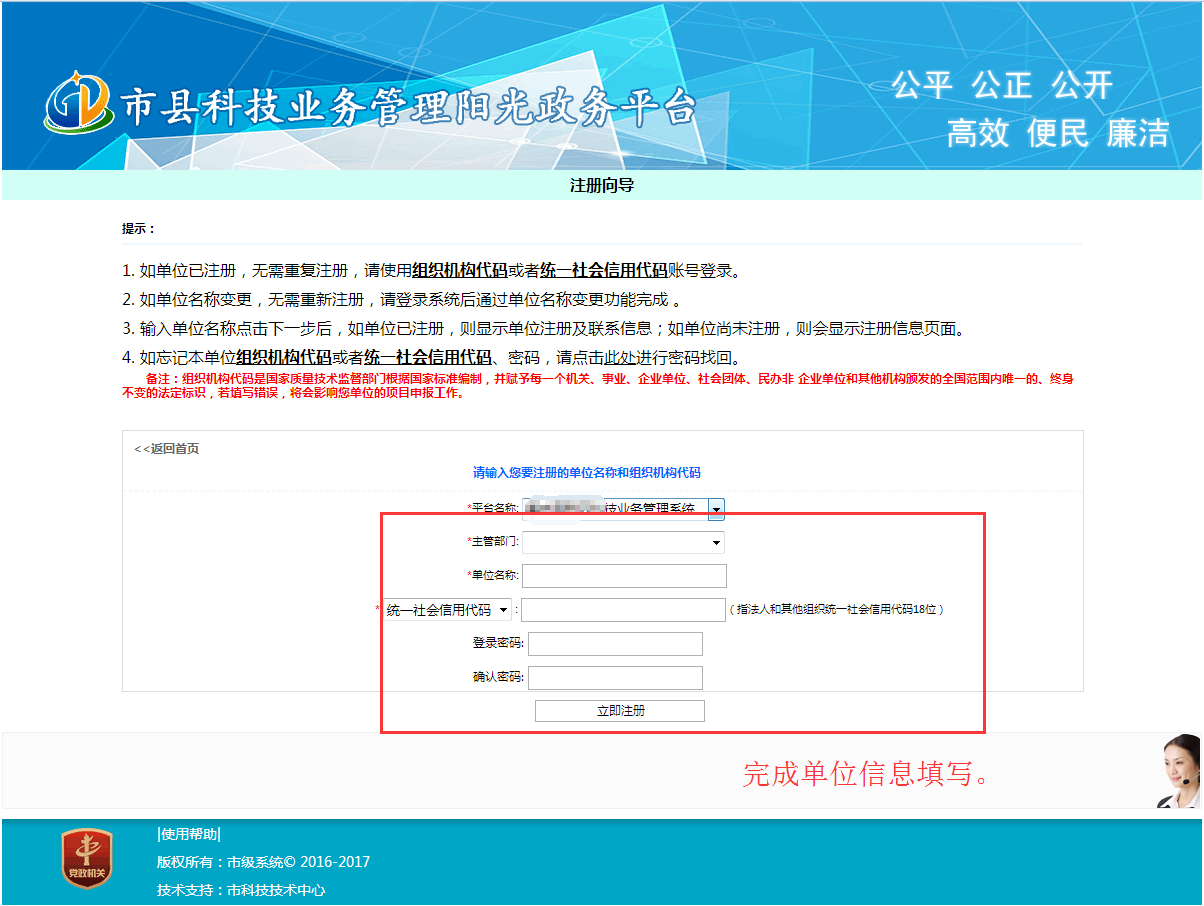 市县科技业务管理阳光政务平台
公平 公正 公开
高效 便民 廉洁
注册向导
提示：
1. 如单位已注册，无需重复注册，请使用组织机构代码或者统一社会信用代码账号登录。
2. 如单位名称变更，无需重新注册，请登录系统后通过单位名称变更功能完成 。
3. 输入单位名称点击下一步后，如单位已注册，则显示单位注册及联系信息；如单位尚未注册，则会显示注册信息页面。
4. 如忘记本单位组织机构代码或者统一社会信用代码、密码，请点击此处进行密码找回。
备注：组织机构代码是国家质量技术监督部门根据国家标准编制，并赋予每一个机关、事业、企业单位、社会团体、民办非 企业单位和其他机构颁发的全国范围内唯一的、终身
不变的法定标识，若填写错误，将会影响您单位的项目申报工作。
<<返回首页
请输入您要注册的单位名称和组织机构代码
*平台名称: 技业务管理系统
*主管部门:
*单位名称:
* 统一社会信用代码 : （指法人和其他组织统一社会信用代码18位）
登录密码:
确认密码:
立即注册
完成单位信息填写。
党政机关
|使用帮助|
版权所有：市级系统© 2016-2017
技术支持：市科技技术中心